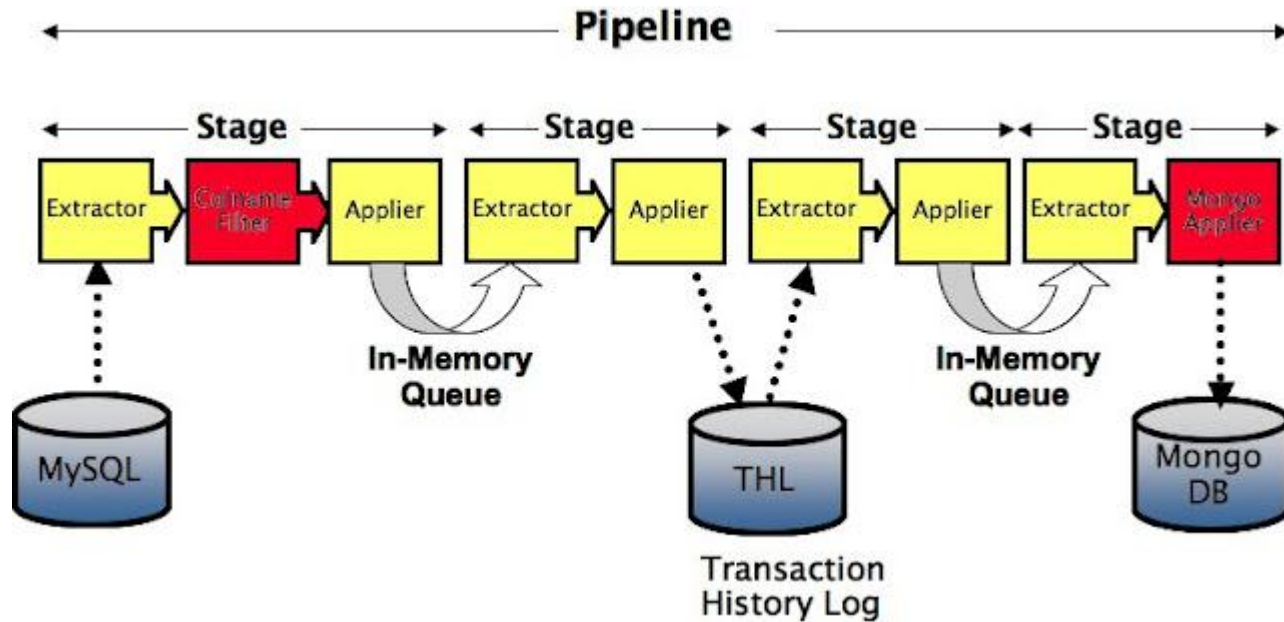 Pipeline
Stage
Stage
Stage
Stage
Extractor
Colname
Filter
Applier
Extractor
Applier
Extractor
Applier
Extractor
Mongo
Applier
In-Memory
Queue
In-Memory
Queue
MySQL
THL
Mongo
DB
Transaction
History Log